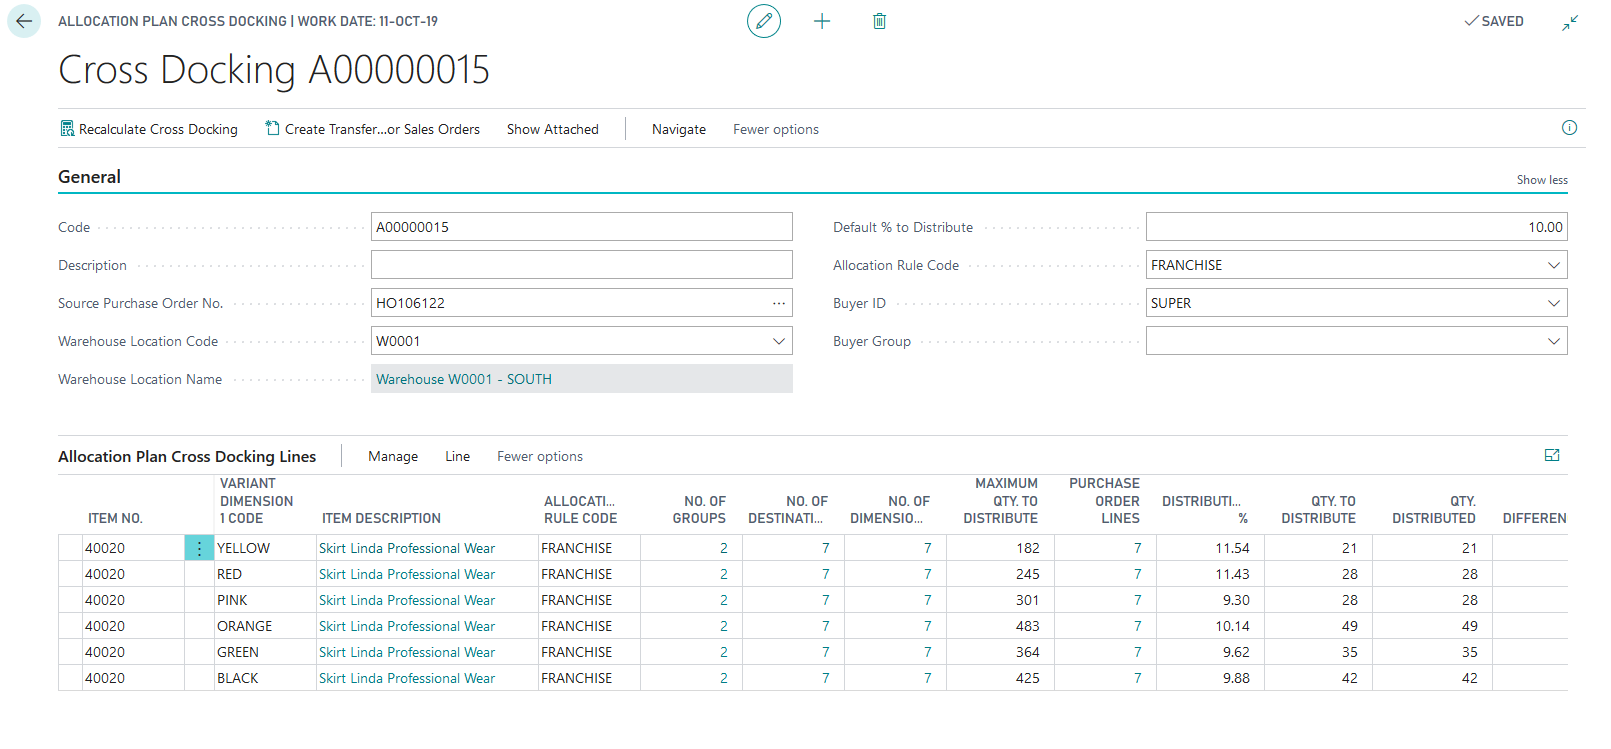 ALLOCATION PLAN CROSS DOCKING | WORK DATE: 11-OCT-19
SAVED
Cross Docking A00000015
Recalculate Cross Docking Create Transfer...or Sales Orders Show Attached Navigate Fewer options
General
Show less
Code A00000015 Default % to Distribute 10.00
Description Allocation Rule Code FRANCHISE
Source Purchase Order No. HO106122 ... Buyer ID SUPER
Warehouse Location Code W0001 Buyer Group
Warehouse Location Name Warehouse W0001 - SOUTH
Allocation Plan Cross Docking Lines Manage Line Fewer options
VARIANT MAXIMUM PURCHASE
DIMENSION ALLOCATI... NO. OF NO. OF NO. OF QTY. TO ORDER DISTRIBUTI... QTY. TO QTY.
ITEM NO. 1 CODE ITEM DESCRIPTION RULE CODE GROUPS DESTINATI... DIMENSIO... DISTRIBUTE LINES % DISTRIBUTE DISTRIBUTED DIFFEREN
40020 YELLOW Skirt Linda Professional Wear FRANCHISE 2 7 7 182 7 11.54 21 21
40020 RED Skirt Linda Professional Wear FRANCHISE 2 7 7 245 7 11.43 28 28
40020 PINK Skirt Linda Professional Wear FRANCHISE 2 7 7 301 7 9.30 28 28
40020 ORANGE Skirt Linda Professional Wear FRANCHISE 2 7 7 483 7 10.14 49 49
40020 GREEN Skirt Linda Professional Wear FRANCHISE 2 7 7 364 7 9.62 35 35
40020 BLACK Skirt Linda Professional Wear FRANCHISE 2 7 7 425 7 9.88 42 42